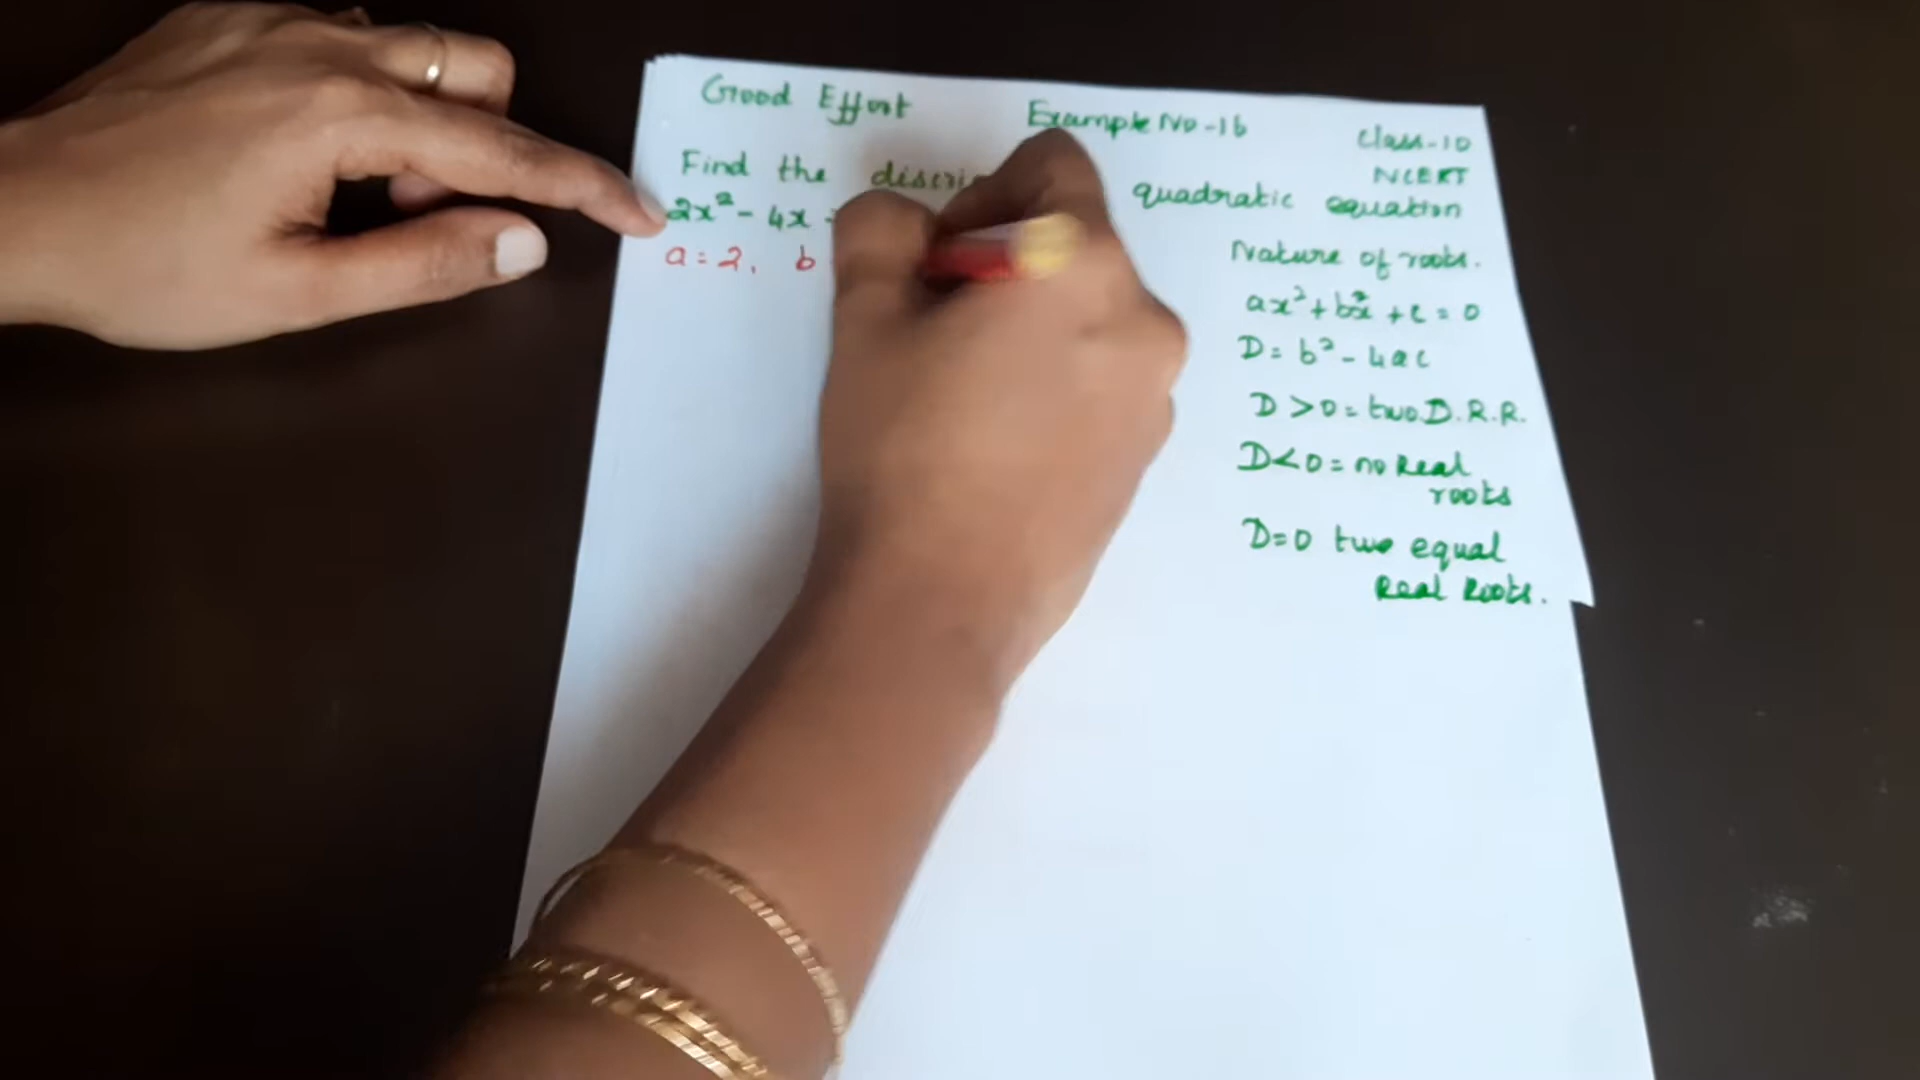 Good Effort Example No-16 Class-10
NCERT
Find the quadratic equation
2x² - 4x
a = 2, b
Nature of roots.
ax² + bx + c = 0
D = b² - 4ac
D > 0 = two D.R.R.
D < 0 = no Real
roots
D = 0 two equal
Real Roots.